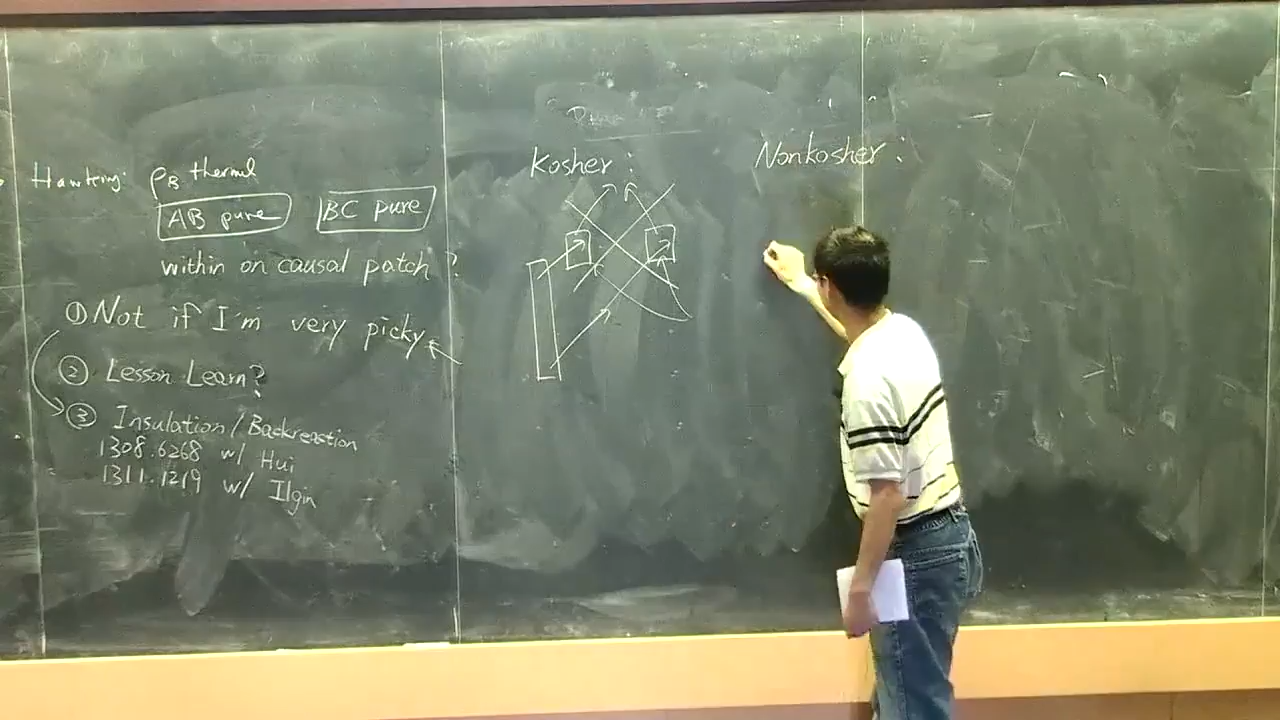 Hawking: ρB thermal
AB pure
BC pure
within on causal patch ?
① Not if I'm very picky
② Lesson Learn?
③ Insulation/Backreaction
1308.6268 w/ Hui
1311.1219 w/ Ilgin
Kosher :
Nonkosher :